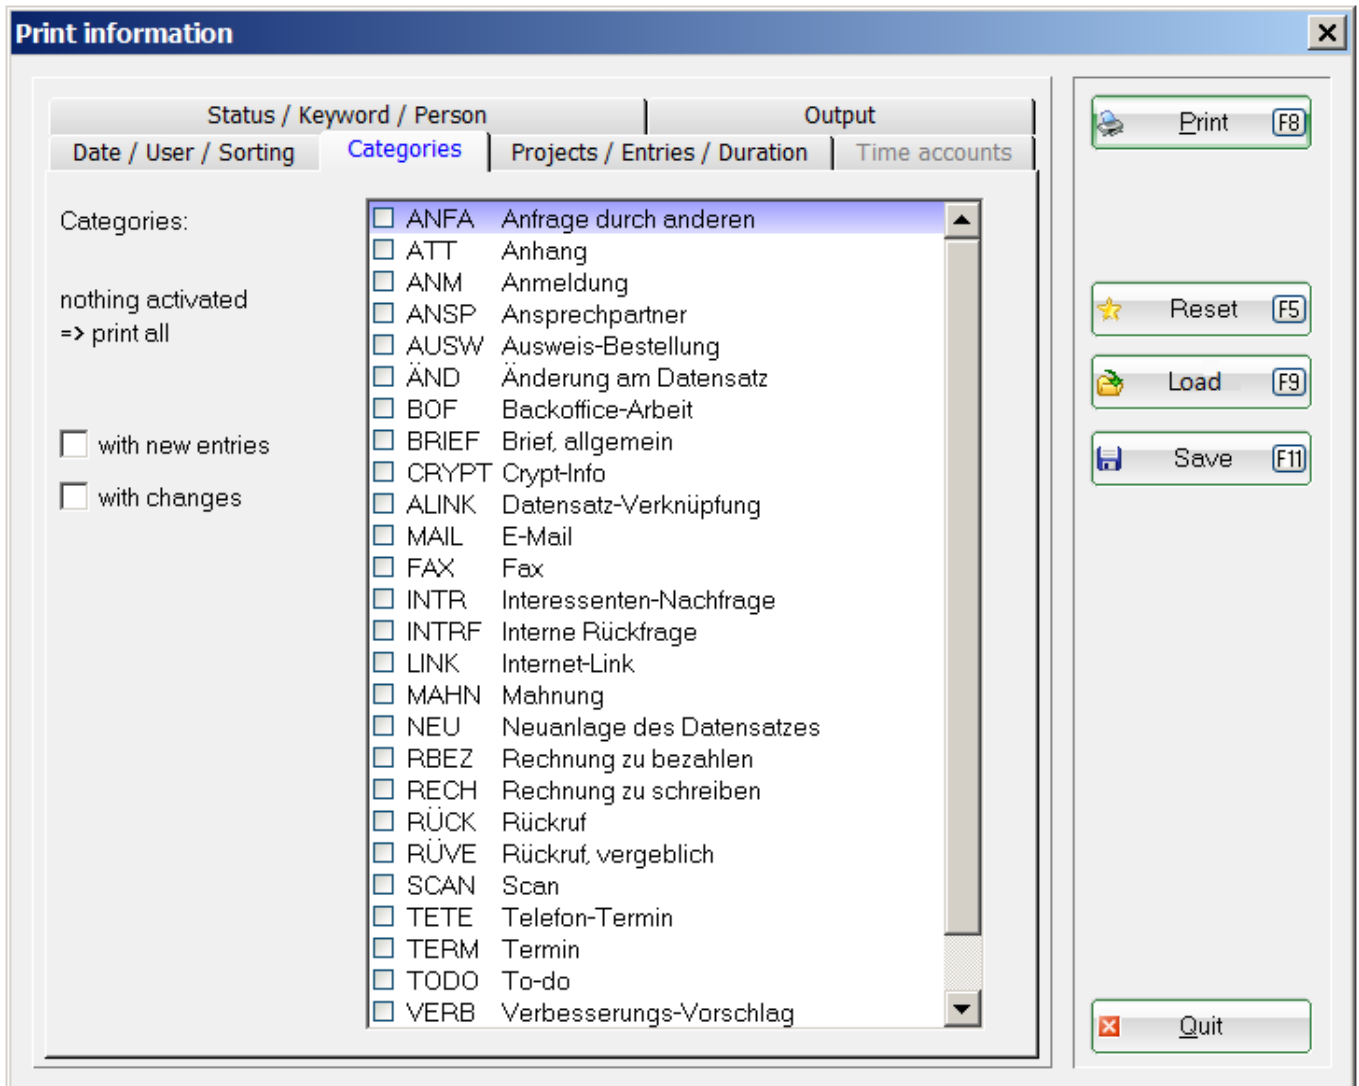 Print information
Status / Keyword / Person
Output
Date / User / Sorting
Categories
Projects / Entries / Duration
Time accounts
Categories:
nothing activated
=> print all
with new entries
with changes
ANFA Anfrage durch anderen
ATT Anhang
ANM Anmeldung
ANSP Ansprechpartner
AUSW Ausweis-Bestellung
ÄND Änderung am Datensatz
BOF Backoffice-Arbeit
BRIEF Brief, allgemein
CRYPT Crypt-Info
ALINK Datensatz-Verknüpfung
MAIL E-Mail
FAX Fax
INTR Interessenten-Nachfrage
INTRF Interne Rückfrage
LINK Internet-Link
MAHN Mahnung
NEU Neuanlage des Datensatzes
RBEZ Rechnung zu bezahlen
RECH Rechnung zu schreiben
RÜCK Rückruf
RÜVE Rückruf, vergeblich
SCAN Scan
TETE Telefon-Termin
TERM Termin
TODO To-do
VERB Verbesserungs-Vorschlag
Print F8
Reset F5
Load F9
Save F11
Quit